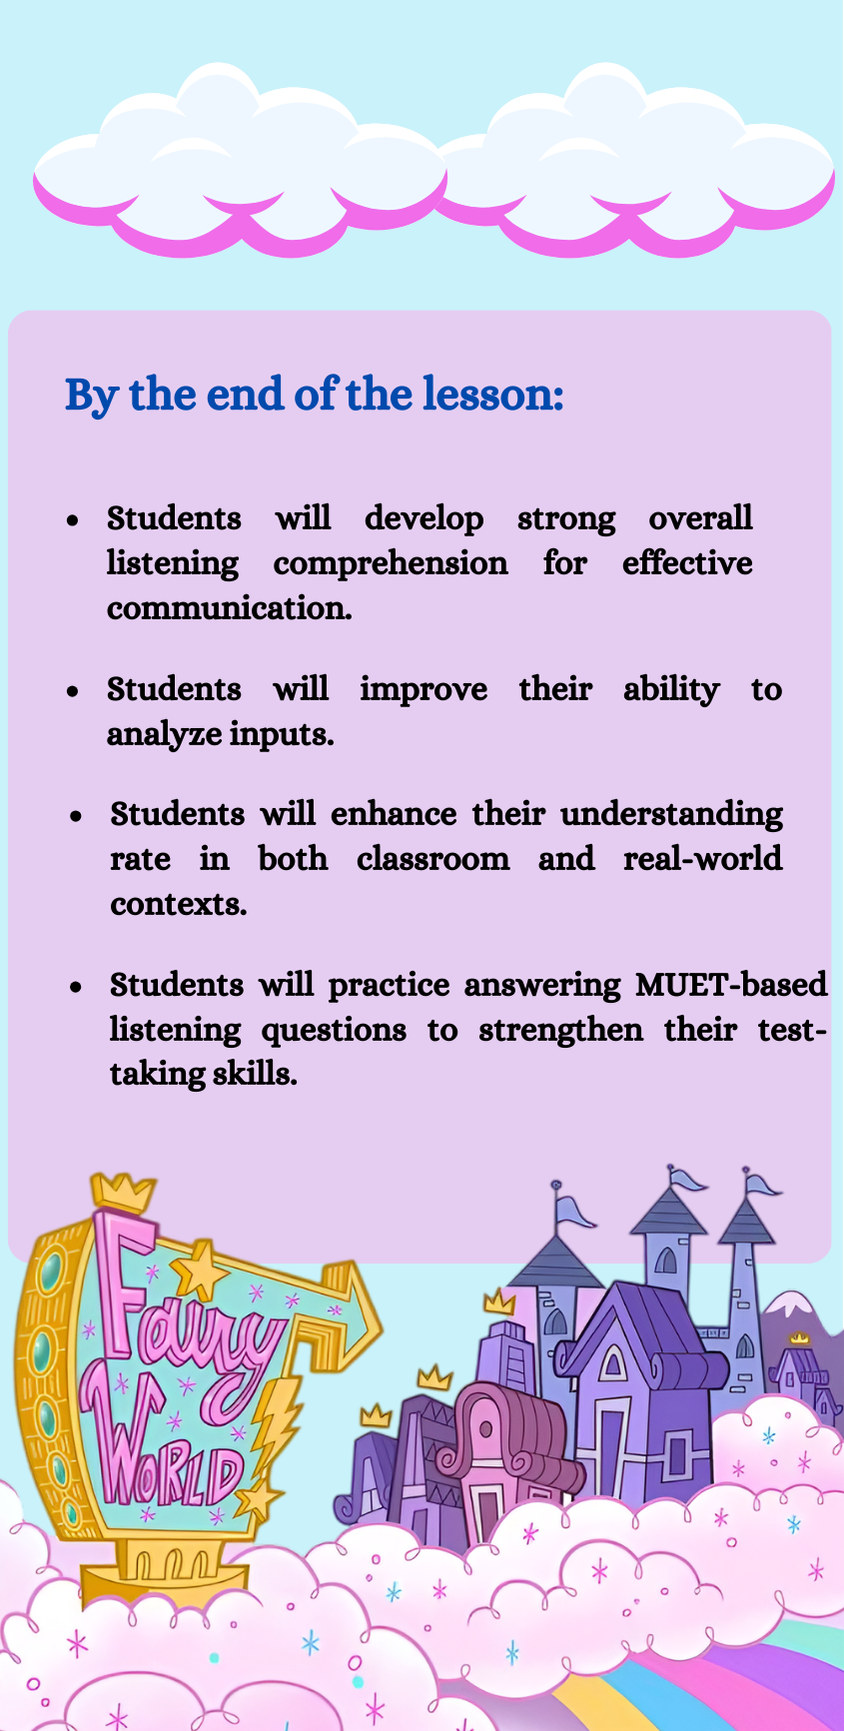 By the end of the lesson:
• Students will develop strong overall
listening comprehension for effective
communication.
• Students will improve their ability to
analyze inputs.
• Students will enhance their understanding
rate in both classroom and real-world
contexts.
• Students will practice answering MUET-based
listening questions to strengthen their test-
taking skills.
Fairy
World